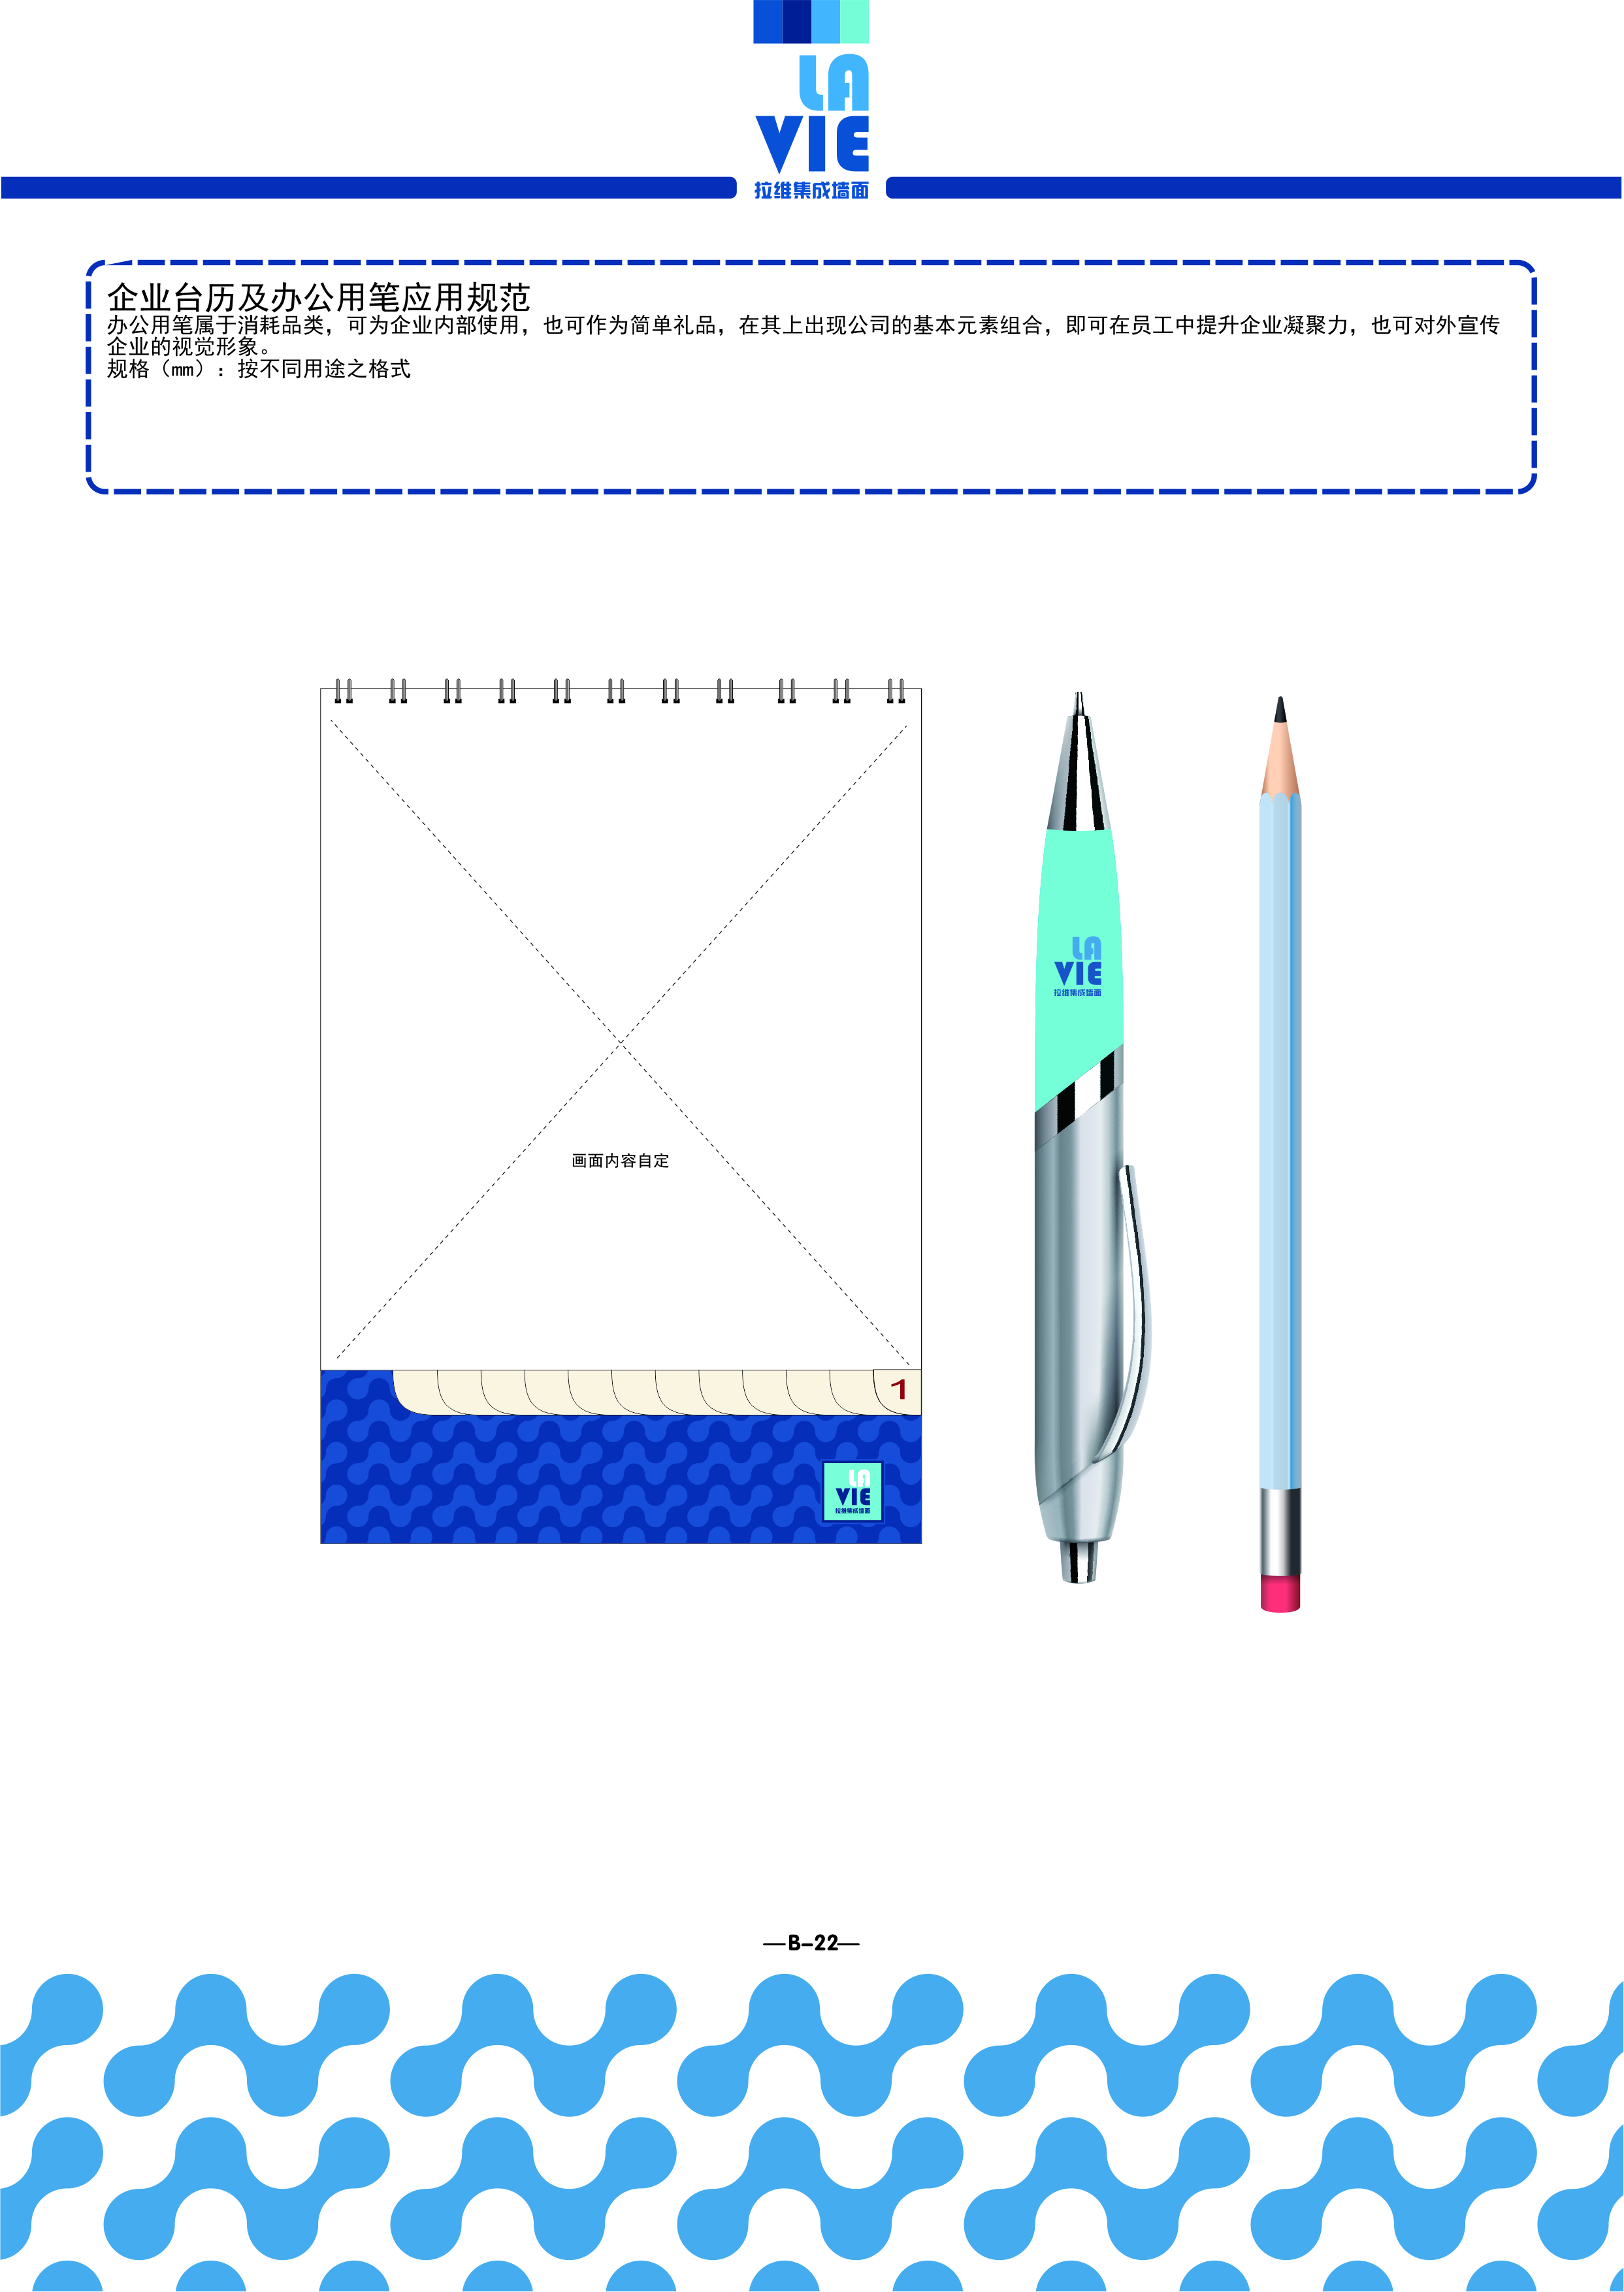 LA
VIE
拉维集成墙面
企业台历及办公用笔应用规范
办公用笔属于消耗品类，可为企业内部使用，也可作为简单礼品，在其上出现公司的基本元素组合，即可在员工中提升企业凝聚力，也可对外宣传
企业的视觉形象。
规格（mm）：按不同用途之格式
LA
VIE
拉维集成墙面
画面内容自定
1
LA
VIE
拉维集成墙面
—B-22—